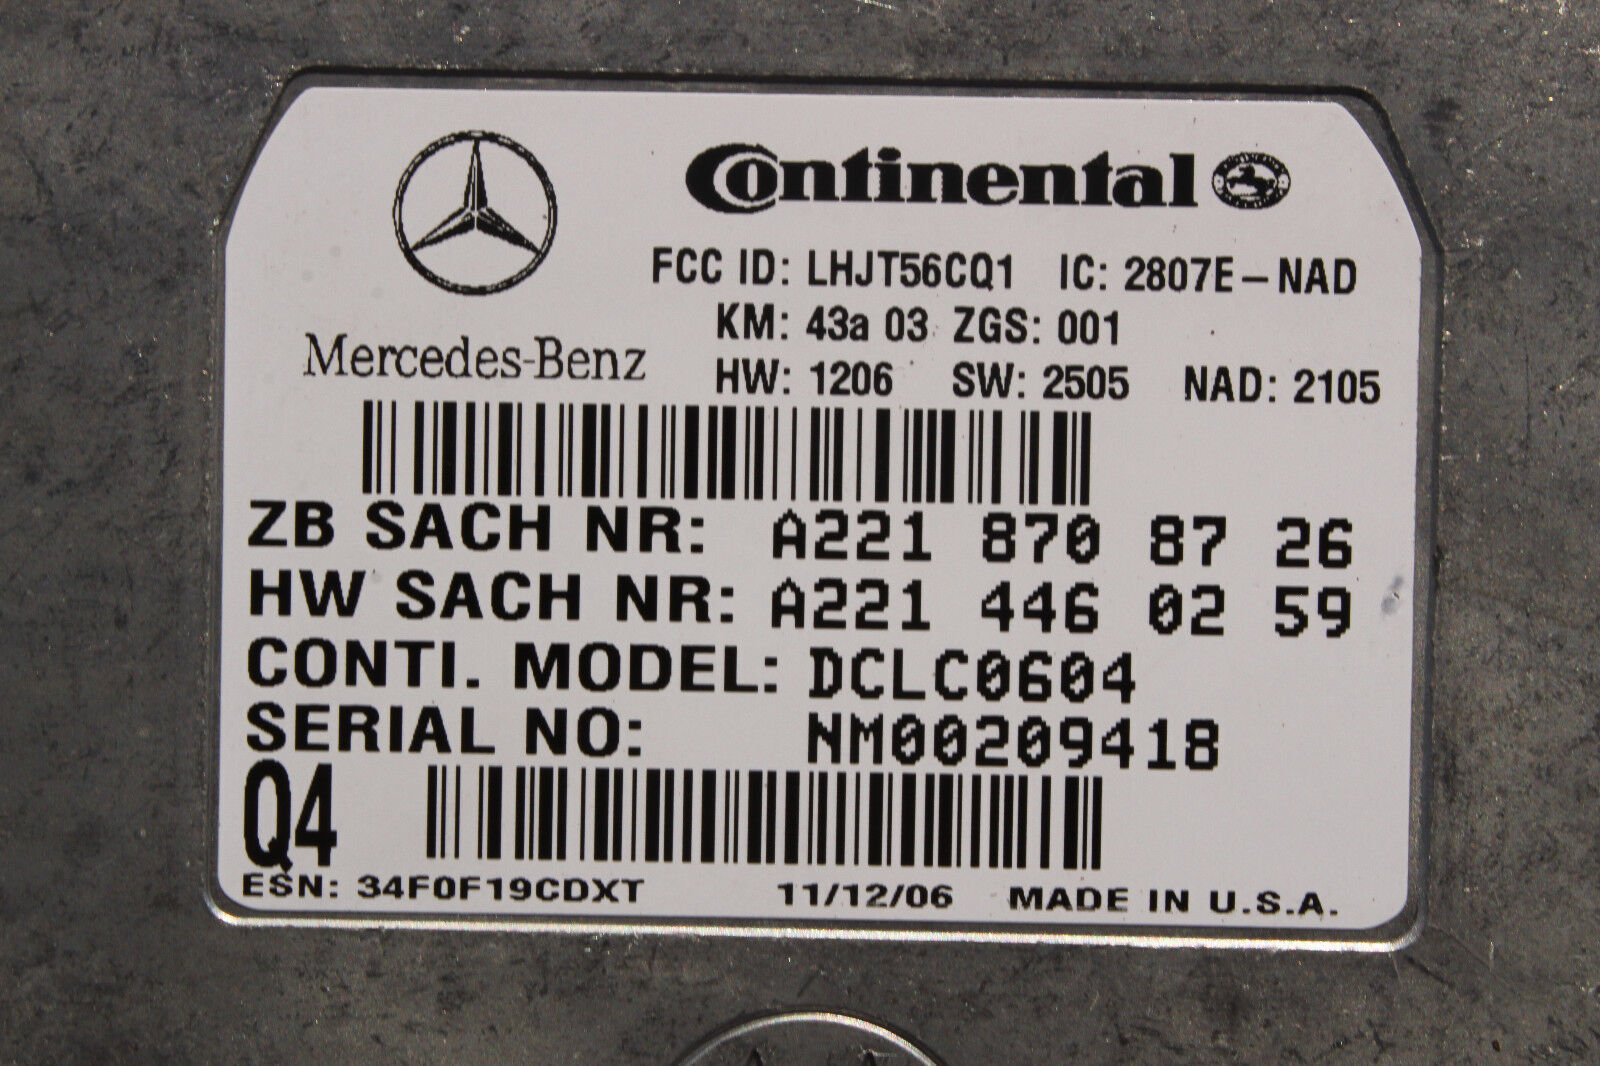 Continental
FCC ID: LHJT56CQ1 IC: 2807E-NAD
KM: 43a 03 ZGS: 001
Mercedes-Benz
HW: 1206 SW: 2505 NAD: 2105
ZB SACH NR: A221 870 87 26
HW SACH NR: A221 446 02 59
CONTI. MODEL: DCLC0604
SERIAL NO: NM00209418
Q4
ESN: 34F0F19CDXT 11/12/06 MADE IN U.S.A.